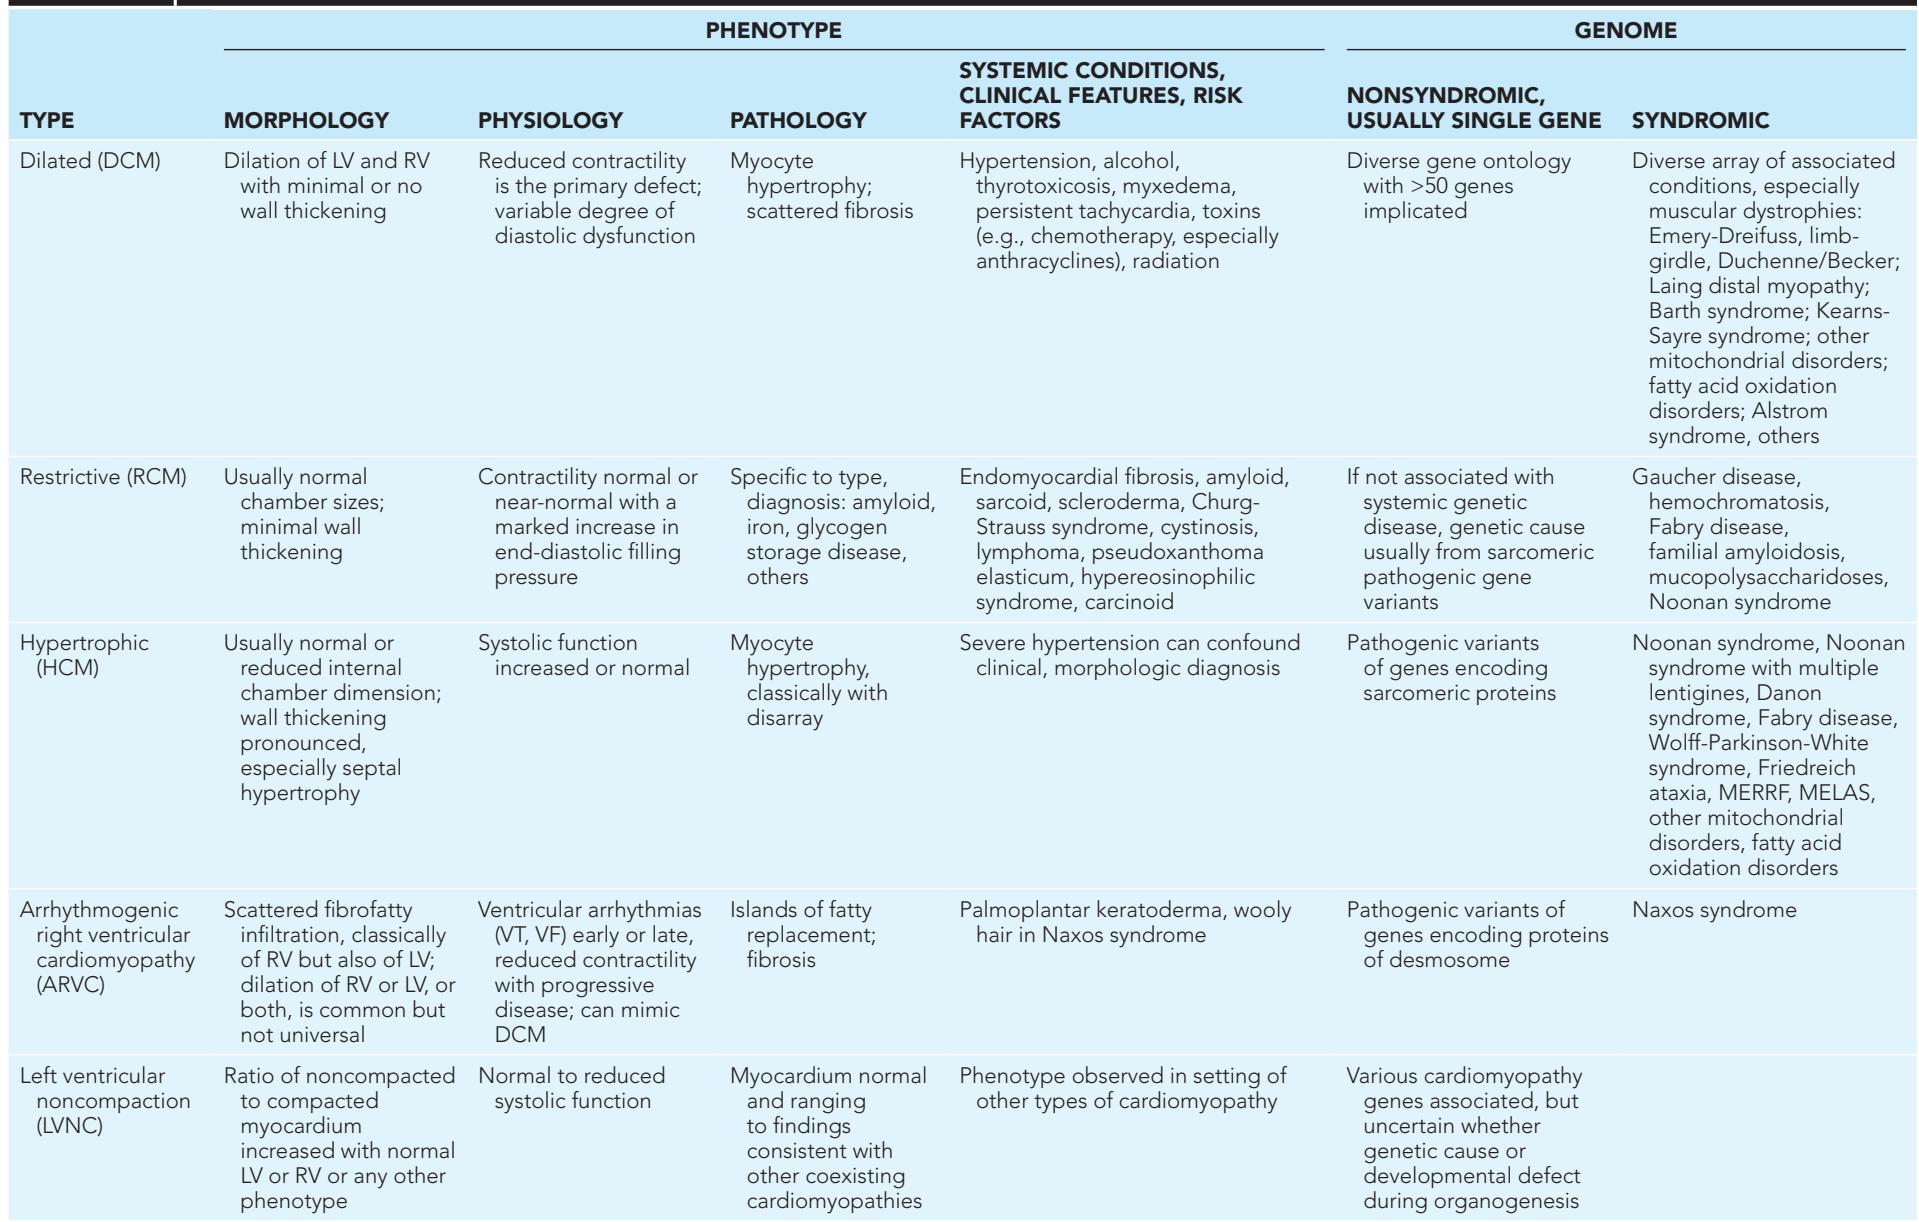 PHENOTYPE
GENOME
TYPE
MORPHOLOGY
PHYSIOLOGY
PATHOLOGY
SYSTEMIC CONDITIONS,
CLINICAL FEATURES, RISK
FACTORS
NONSYNDROMIC,
USUALLY SINGLE GENE
SYNDROMIC
Dilated (DCM)
Dilation of LV and RV
with minimal or no
wall thickening
Reduced contractility
is the primary defect;
variable degree of
diastolic dysfunction
Myocyte
hypertrophy;
scattered fibrosis
Hypertension, alcohol,
thyrotoxicosis, myxedema,
persistent tachycardia, toxins
(e.g., chemotherapy, especially
anthracyclines), radiation
Diverse gene ontology
with >50 genes
implicated
Diverse array of associated
conditions, especially
muscular dystrophies:
Emery-Dreifuss, limb-
girdle, Duchenne/Becker;
Laing distal myopathy;
Barth syndrome; Kearns-
Sayre syndrome; other
mitochondrial disorders;
fatty acid oxidation
disorders; Alstrom
syndrome, others
Restrictive (RCM)
Usually normal
chamber sizes;
minimal wall
thickening
Contractility normal or
near-normal with a
marked increase in
end-diastolic filling
pressure
Specific to type,
diagnosis: amyloid,
iron, glycogen
storage disease,
others
Endomyocardial fibrosis, amyloid,
sarcoid, scleroderma, Churg-
Strauss syndrome, cystinosis,
lymphoma, pseudoxanthoma
elasticum, hypereosinophilic
syndrome, carcinoid
If not associated with
systemic genetic
disease, genetic cause
usually from sarcomeric
pathogenic gene
variants
Gaucher disease,
hemochromatosis,
Fabry disease,
familial amyloidosis,
mucopolysaccharidoses,
Noonan syndrome
Hypertrophic
(HCM)
Usually normal or
reduced internal
chamber dimension;
wall thickening
pronounced,
especially septal
hypertrophy
Systolic function
increased or normal
Myocyte
hypertrophy,
classically with
disarray
Severe hypertension can confound
clinical, morphologic diagnosis
Pathogenic variants
of genes encoding
sarcomeric proteins
Noonan syndrome, Noonan
syndrome with multiple
lentigines, Danon
syndrome, Fabry disease,
Wolff-Parkinson-White
syndrome, Friedreich
ataxia, MERRF, MELAS,
other mitochondrial
disorders, fatty acid
oxidation disorders
Arrhythmogenic
right ventricular
cardiomyopathy
(ARVC)
Scattered fibrofatty
infiltration, classically
of RV but also of LV;
dilation of RV or LV, or
both, is common but
not universal
Ventricular arrhythmias
(VT, VF) early or late,
reduced contractility
with progressive
disease; can mimic
DCM
Islands of fatty
replacement;
fibrosis
Palmoplantar keratoderma, wooly
hair in Naxos syndrome
Pathogenic variants of
genes encoding proteins
of desmosome
Naxos syndrome
Left ventricular
noncompaction
(LVNC)
Ratio of noncompacted
to compacted
myocardium
increased with normal
LV or RV or any other
phenotype
Normal to reduced
systolic function
Myocardium normal
and ranging
to findings
consistent with
other coexisting
cardiomyopathies
Phenotype observed in setting of
other types of cardiomyopathy
Various cardiomyopathy
genes associated, but
uncertain whether
genetic cause or
developmental defect
during organogenesis